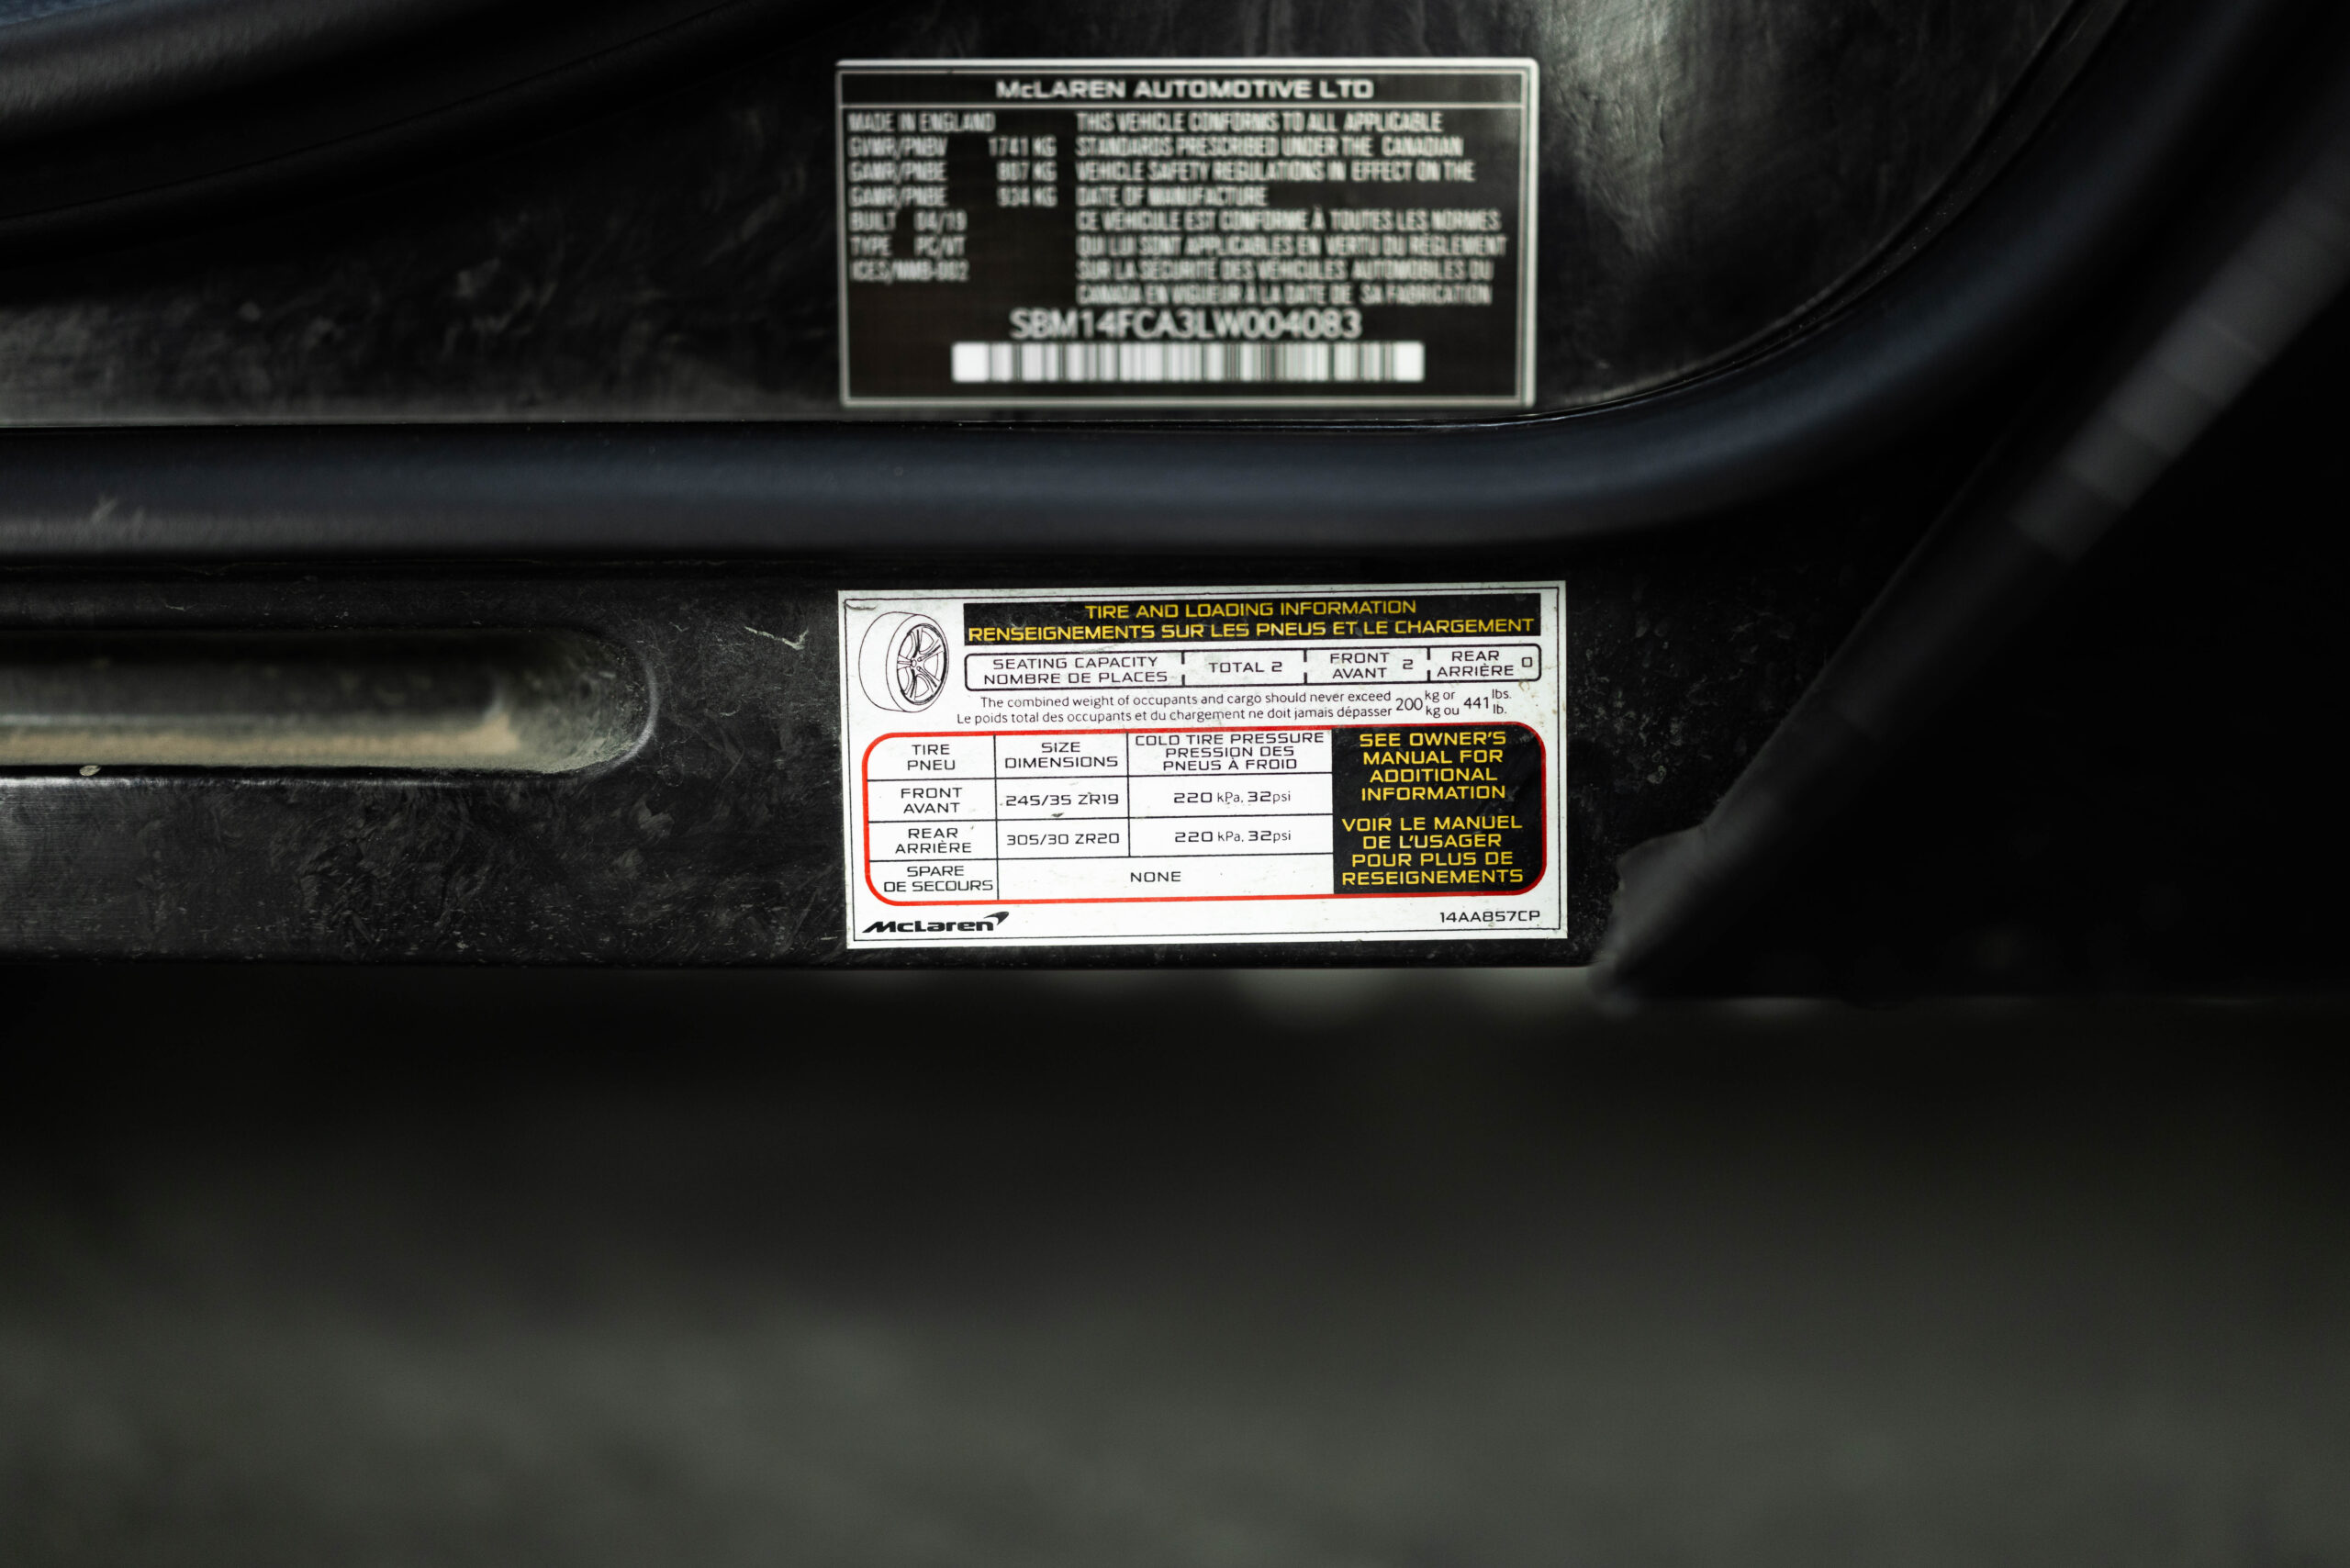 McLAREN AUTOMOTIVE LTD
MADE IN ENGLAND
GVWR/PNBV 1741 KG
GAWR/PNBE 807 KG
GAWR/PNBE 934 KG
BUILT 04/19
TYPE PC/VT
ICES/NMB-002
THIS VEHICLE CONFORMS TO ALL APPLICABLE
STANDARDS PRESCRIBED UNDER THE CANADIAN
VEHICLE SAFETY REGULATIONS IN EFFECT ON THE
DATE OF MANUFACTURE
CE VÉHICULE EST CONFORME À TOUTES LES NORMES
QUI LUI SONT APPLICABLES EN VERTU DU RÈGLEMENT
SUR LA SÉCURITÉ DES VÉHICULES AUTOMOBILES DU
CANADA EN VIGUEUR À LA DATE DE SA FABRICATION
SBM14FCA3LW004083
TIRE AND LOADING INFORMATION
RENSEIGNEMENTS SUR LES PNEUS ET LE CHARGEMENT
SEATING CAPACITY
NOMBRE DE PLACES
TOTAL 2
FRONT
AVANT 2
REAR
ARRIÈRE 0
The combined weight of occupants and cargo should never exceed 200 kg or 441 lbs.
Le poids total des occupants et du chargement ne doit jamais dépasser kg ou lb.
TIRE
PNEU
SIZE
DIMENSIONS
COLD TIRE PRESSURE
PRESSION DES
PNEUS À FROID
FRONT
AVANT
245/35 ZR19
220 kPa, 32psi
REAR
ARRIÈRE
305/30 ZR20
220 kPa, 32psi
SPARE
DE SECOURS
NONE
SEE OWNER'S
MANUAL FOR
ADDITIONAL
INFORMATION
VOIR LE MANUEL
DE L'USAGER
POUR PLUS DE
RESEIGNEMENTS
McLaren
14AA857CP